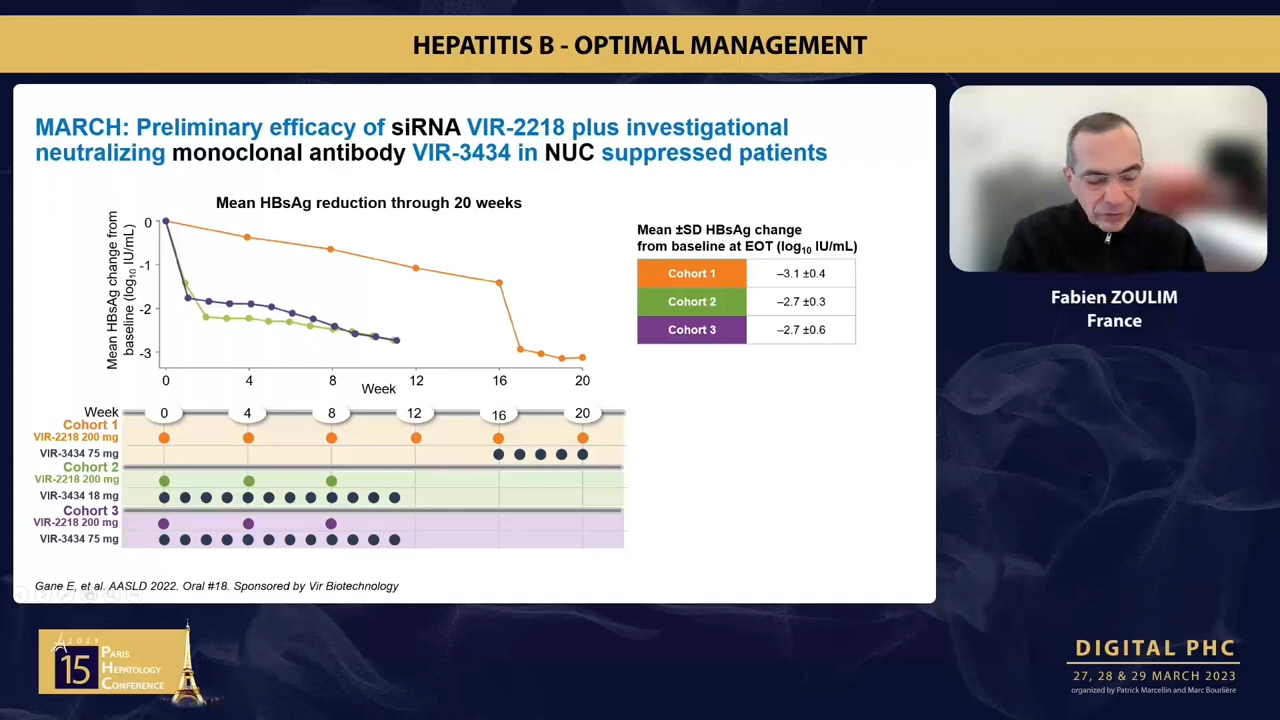 HEPATITIS B - OPTIMAL MANAGEMENT
MARCH: Preliminary efficacy of siRNA VIR-2218 plus investigational
neutralizing monoclonal antibody VIR-3434 in NUC suppressed patients
Mean HBsAg reduction through 20 weeks
Mean HBsAg change from
baseline (log10 IU/mL)
0
-1
-2
-3
0 4 8 12 16 20
Week
Mean ±SD HBsAg change
from baseline at EOT (log10 IU/mL)
Cohort 1 –3.1 ±0.4
Cohort 2 –2.7 ±0.3
Cohort 3 –2.7 ±0.6
Week 0 4 8 12 16 20
Cohort 1
VIR-2218 200 mg
VIR-3434 75 mg
Cohort 2
VIR-2218 200 mg
VIR-3434 18 mg
Cohort 3
VIR-2218 200 mg
VIR-3434 75 mg
Gane E, et al. AASLD 2022. Oral #18. Sponsored by Vir Biotechnology
Fabien ZOULIM
France
2023
15
PARIS
HEPATOLOGY
CONFERENCE
DIGITAL PHC
27, 28 & 29 MARCH 2023
organized by Patrick Marcellin and Marc Bourlière